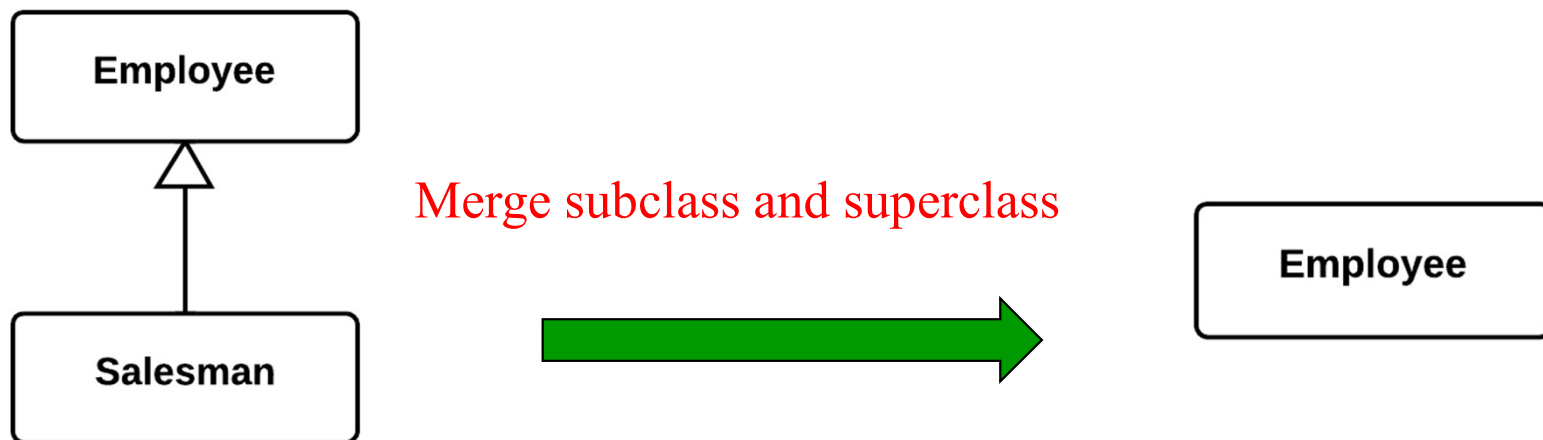 Employee
Merge subclass and superclass
Employee
Salesman